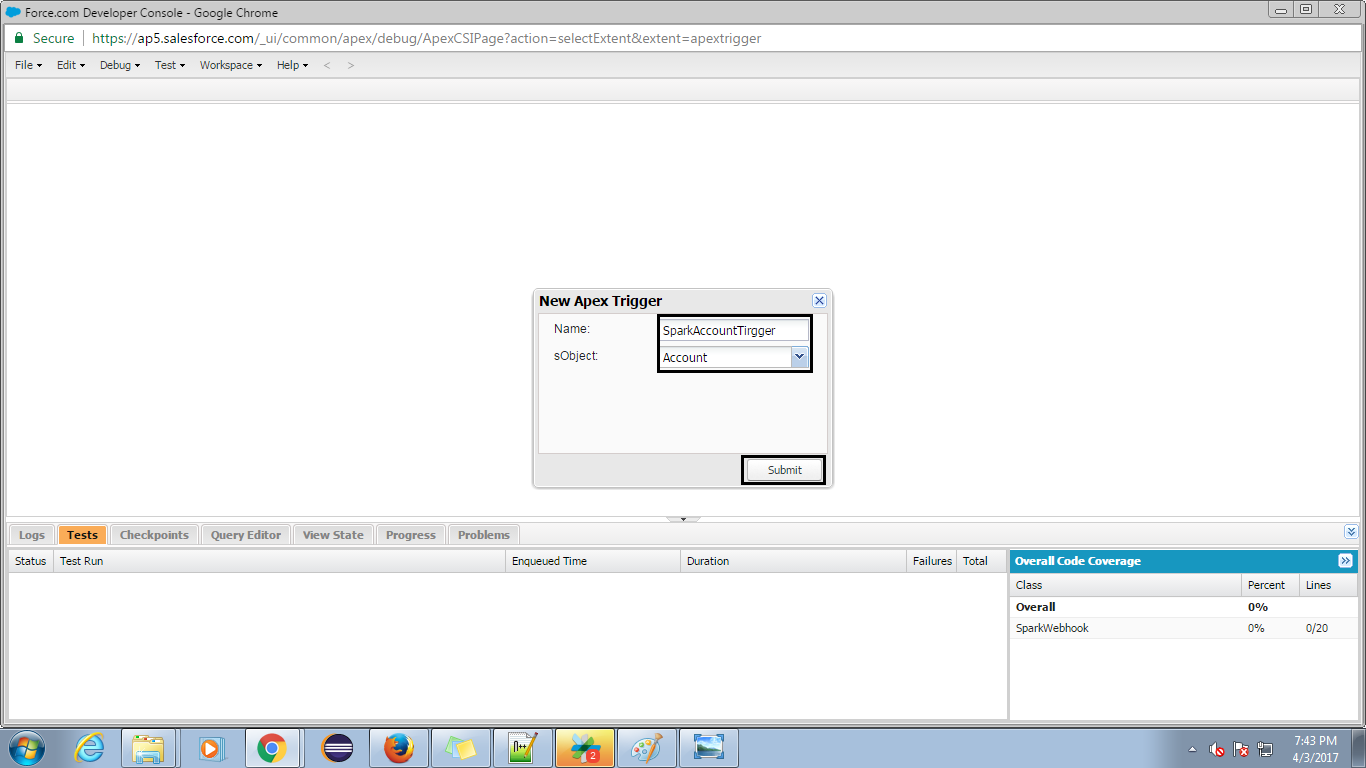 Force.com Developer Console - Google Chrome
Secure https://ap5.salesforce.com/_ui/common/apex/debug/ApexCSIPage?action=selectExtent&extent=apextrigger
File Edit Debug Test Workspace Help < >
New Apex Trigger
Name: SparkAccountTirgger
sObject: Account
Submit
Logs Tests Checkpoints Query Editor View State Progress Problems
Status Test Run Enqueued Time Duration Failures Total
Overall Code Coverage
Class Percent Lines
Overall 0%
SparkWebhook 0% 0/20
2
7:43 PM
4/3/2017